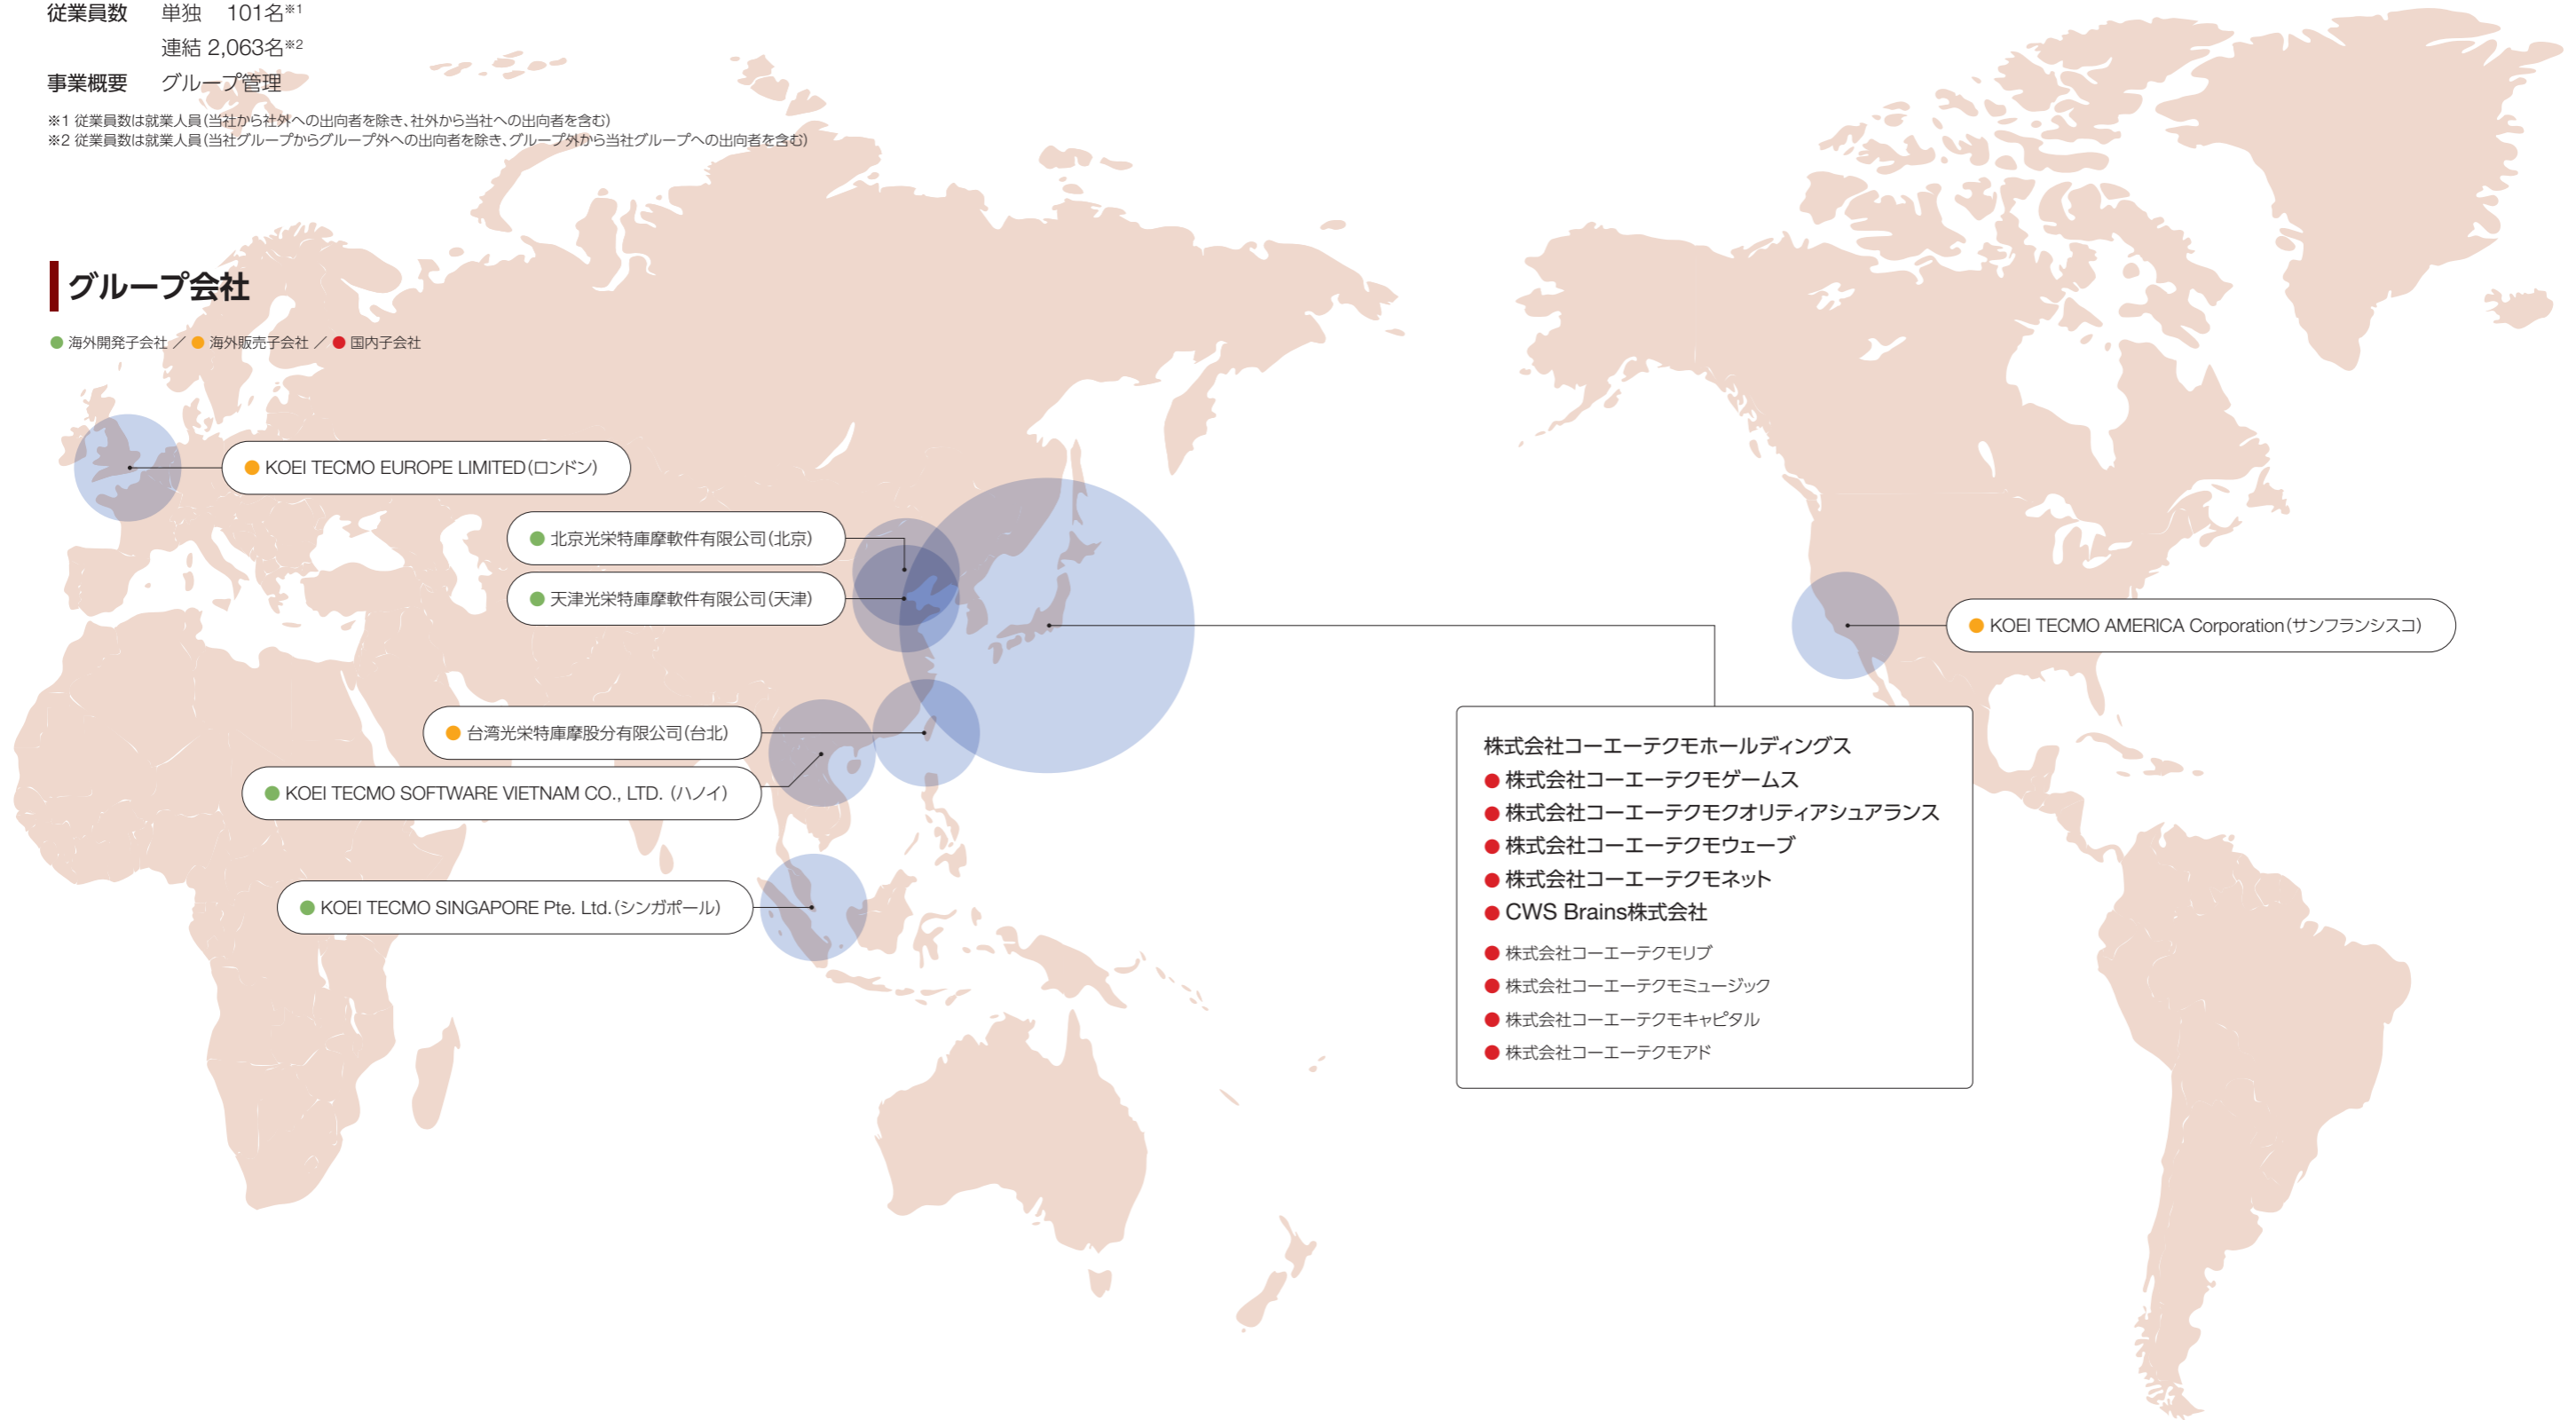 従業員数 単独 101名※1
連結 2,063名※2
事業概要 グループ管理
※1 従業員数は就業人員(当社から社外への出向者を除き、社外から当社への出向者を含む)
※2 従業員数は就業人員(当社グループからグループ外への出向者を除き、グループ外から当社グループへの出向者を含む)
グループ会社
● 海外開発子会社 ／ ● 海外販売子会社 ／ ● 国内子会社
● KOEI TECMO EUROPE LIMITED(ロンドン)
● 北京光栄特庫摩軟件有限公司(北京)
● 天津光栄特庫摩軟件有限公司(天津)
● KOEI TECMO AMERICA Corporation(サンフランシスコ)
● 台湾光栄特庫摩股分有限公司(台北)
● KOEI TECMO SOFTWARE VIETNAM CO., LTD. (ハノイ)
● KOEI TECMO SINGAPORE Pte. Ltd.(シンガポール)
株式会社コーエーテクモホールディングス
● 株式会社コーエーテクモゲームス
● 株式会社コーエーテクモクオリティアシュアランス
● 株式会社コーエーテクモウェーブ
● 株式会社コーエーテクモネット
● CWS Brains株式会社
● 株式会社コーエーテクモリブ
● 株式会社コーエーテクモミュージック
● 株式会社コーエーテクモキャピタル
● 株式会社コーエーテクモアド